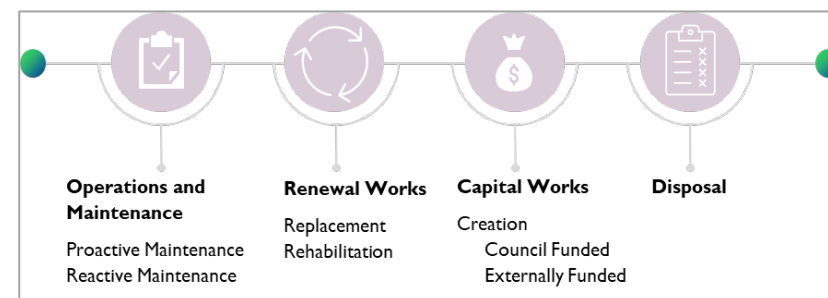 $
Operations and
Maintenance
Proactive Maintenance
Reactive Maintenance
Renewal Works
Replacement
Rehabilitation
Capital Works
Creation
Council Funded
Externally Funded
Disposal